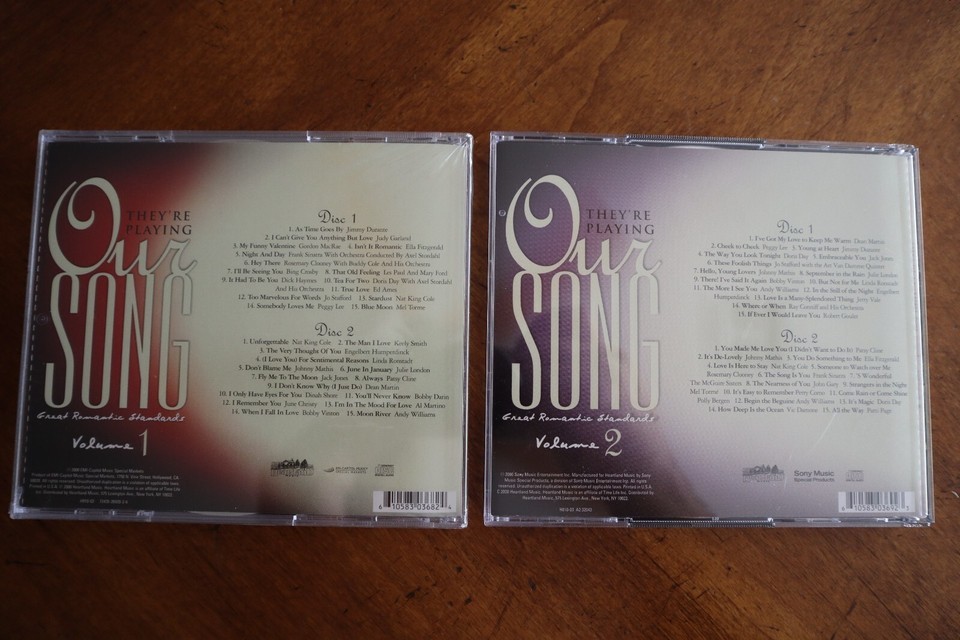 THEY'RE
PLAYING
Our
SONG
Great Romantic Standards
Volume 1
Disc 1
1. As Time Goes By Jimmy Durante
2. I Can't Give You Anything But Love Judy Garland
3. My Funny Valentine Gordon MacRae 4. Isn't It Romantic Ella Fitzgerald
5. Night And Day Frank Sinatra With Orchestra Conducted By Axel Stordahl
6. Hey There Rosemary Clooney With Buddy Cole And His Orchestra
7. I'll Be Seeing You Bing Crosby 8. That Old Feeling Les Paul And Mary Ford
9. It Had To Be You Dick Haymes 10. Tea For Two Doris Day With Axel Stordahl
And His Orchestra 11. True Love Ed Ames
12. Too Marvelous For Words Jo Stafford 13. Stardust Nat King Cole
14. Somebody Loves Me Peggy Lee 15. Blue Moon Mel Torme
Disc 2
1. Unforgettable Nat King Cole 2. The Man I Love Keely Smith
3. The Very Thought Of You Engelbert Humperdinck
4. (I Love You) For Sentimental Reasons Linda Ronstadt
5. Don't Blame Me Johnny Mathis 6. June In January Julie London
7. Fly Me To The Moon Jack Jones 8. Always Patsy Cline
9. I Don't Know Why (I Just Do) Dean Martin
10. I Only Have Eyes For You Dinah Shore 11. You'll Never Know Bobby Darin
12. I Remember You June Christy 13. I'm In The Mood For Love Al Martino
14. When I Fall In Love Bobby Vinton 15. Moon River Andy Williams
6 10583 03682 4
THEY'RE
PLAYING
Our
SONG
Great Romantic Standards
Volume 2
Disc 1
1. I've Got My Love to Keep Me Warm Dean Martin
2. Cheek to Cheek Peggy Lee 3. Young at Heart Jimmy Durante
4. The Way You Look Tonight Doris Day 5. Embraceable You Jack Jones
6. These Foolish Things Jo Stafford with the Art Van Damme Quintet
7. Hello, Young Lovers Johnny Mathis 8. September in the Rain Julie London
9. There! I've Said It Again Bobby Vinton 10. But Not for Me Linda Ronstadt
11. The More I See You Andy Williams 12. In the Still of the Night Engelbert
Humperdinck 13. Love Is a Many-Splendored Thing Jerry Vale
14. Where or When Ray Conniff and His Orchestra
15. If Ever I Would Leave You Robert Goulet
Disc 2
1. You Made Me Love You (I Didn't Want to Do It) Patsy Cline
2. It's De-Lovely Johnny Mathis 3. You Do Something to Me Ella Fitzgerald
4. Love Is Here to Stay Nat King Cole 5. Someone to Watch over Me
Rosemary Clooney 6. The Song Is You Frank Sinatra 7. 'S Wonderful
The McGuire Sisters 8. The Nearness of You John Gary 9. Strangers in the Night
Mel Torme 10. It's Easy to Remember Perry Como 11. Come Rain or Come Shine
Polly Bergen 12. Begin the Beguine Andy Williams 13. It's Magic Doris Day
14. How Deep Is the Ocean Vic Damone 15. All the Way Patti Page
Sony Music
Special Products
6 10583 03692